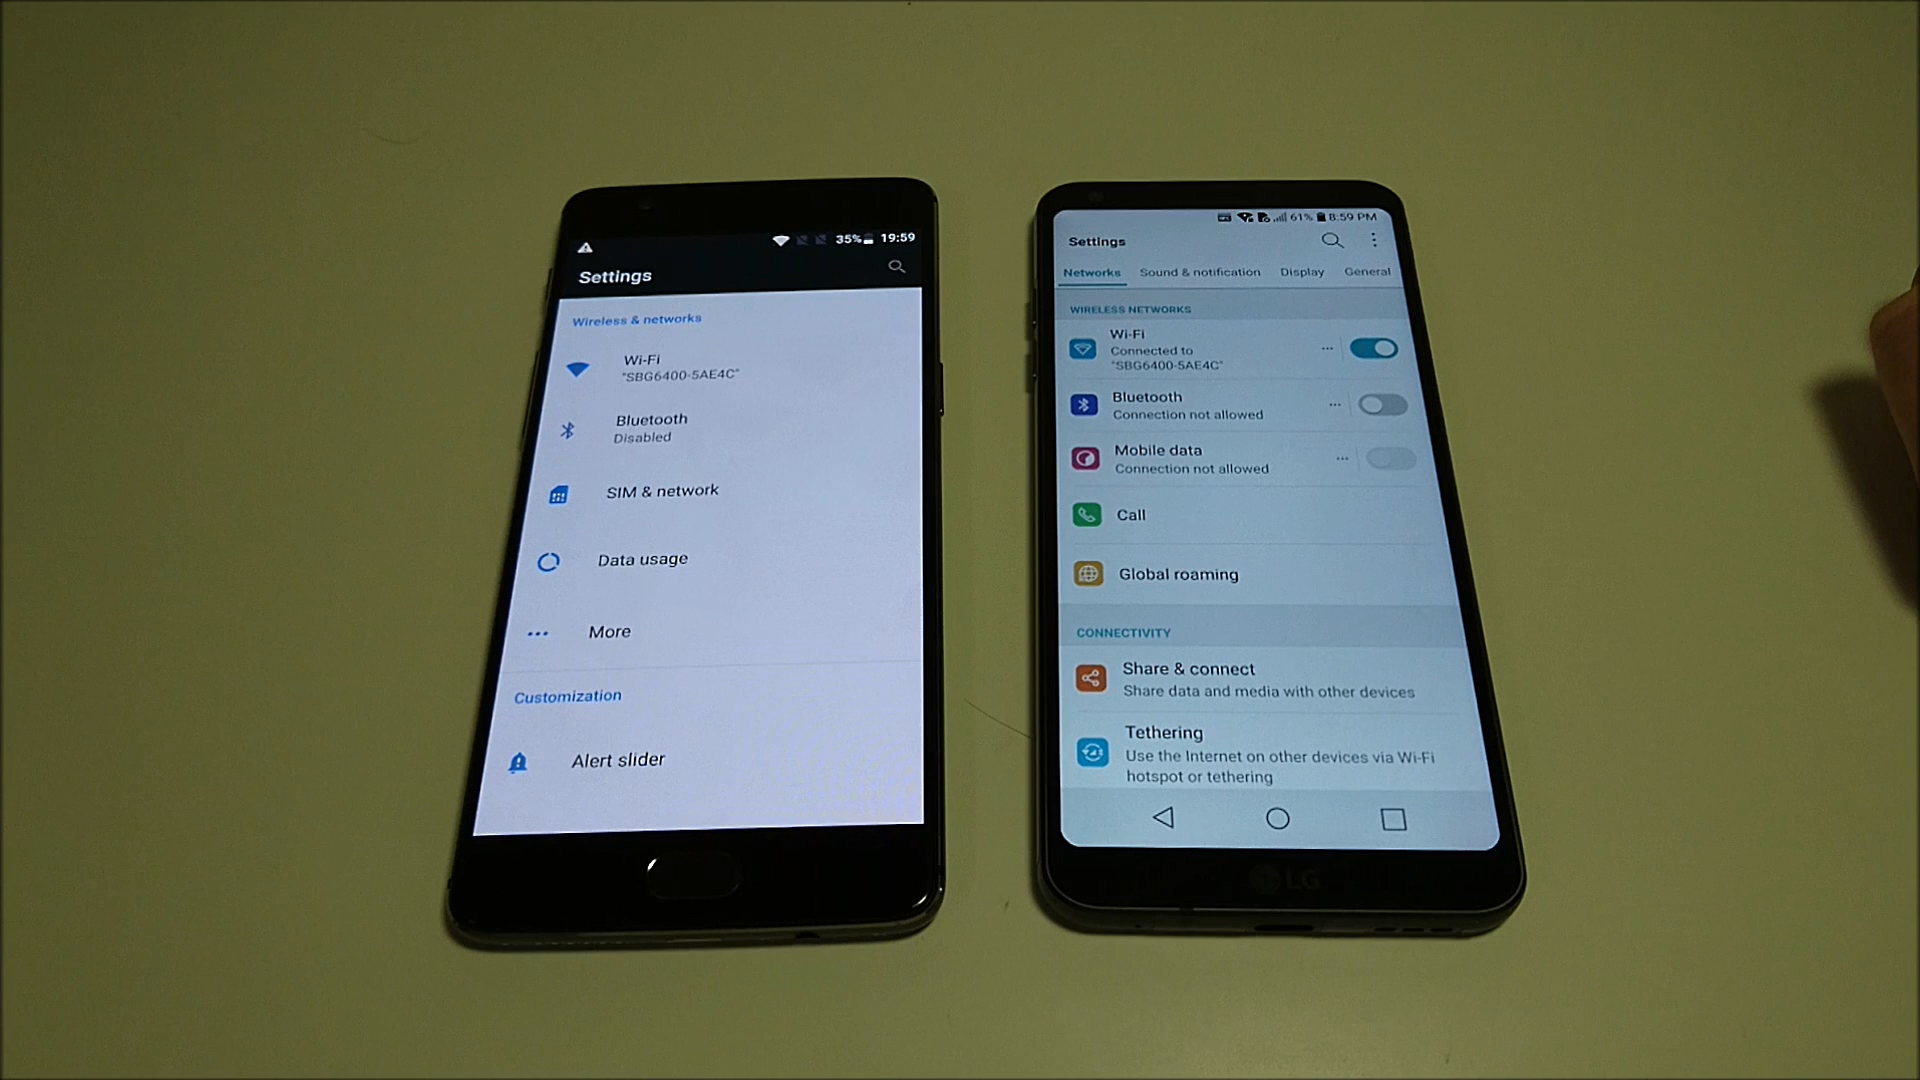 35% 19:59
Settings
Wireless & networks
Wi-Fi
"SBG6400-5AE4C"
Bluetooth
Disabled
SIM & network
Data usage
More
Customization
Alert slider
61% 8:59 PM
Settings
Networks Sound & notification Display General
WIRELESS NETWORKS
Wi-Fi
Connected to
"SBG6400-5AE4C"
Bluetooth
Connection not allowed
Mobile data
Connection not allowed
Call
Global roaming
CONNECTIVITY
Share & connect
Share data and media with other devices
Tethering
Use the Internet on other devices via Wi-Fi
hotspot or tethering
LG